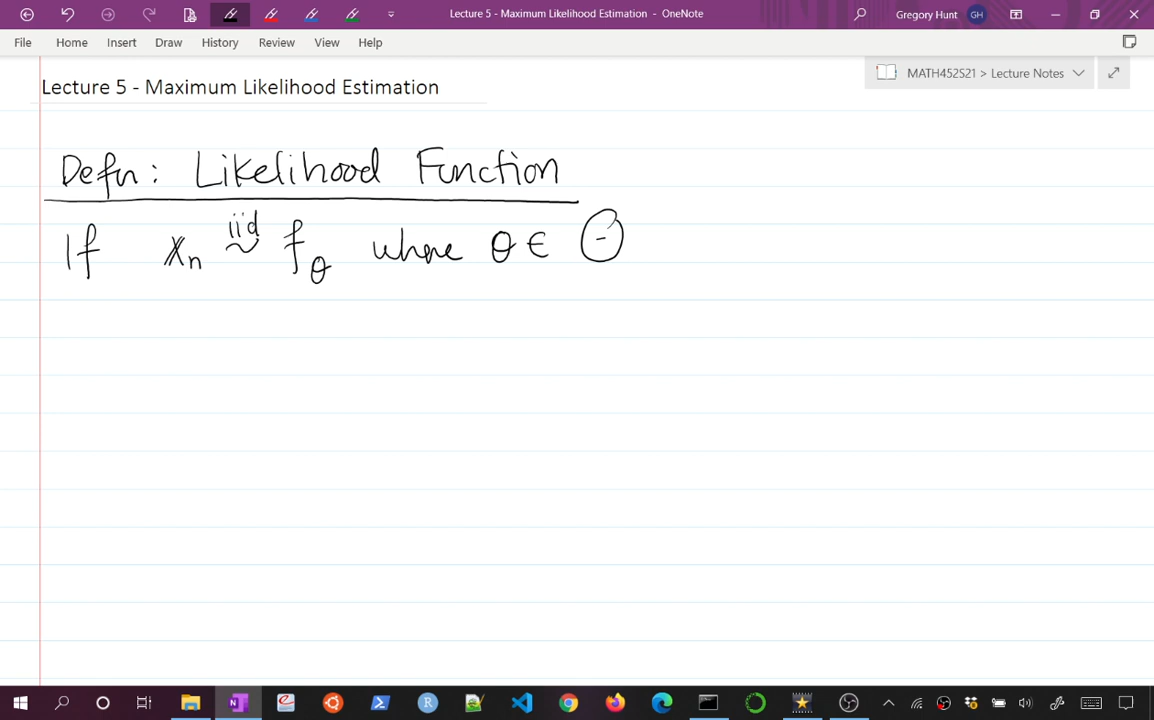 Lecture 5 - Maximum Likelihood Estimation - OneNote
Gregory Hunt GH
File Home Insert Draw History Review View Help
MATH452S21 > Lecture Notes
Lecture 5 - Maximum Likelihood Estimation
Defn: Likelihood Function
If Xn iid ~ fθ where θ ∈ Θ